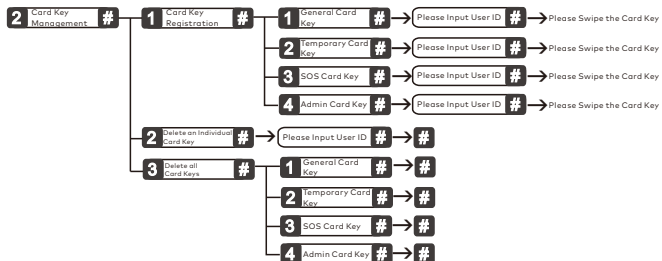 2 Card Key Management # 1 Card Key Registration # 1 General Card Key # Please Input User ID # Please Swipe the Card Key
2 Temporary Card Key # Please Input User ID # Please Swipe the Card Key
3 SOS Card Key # Please Input User ID # Please Swipe the Card Key
4 Admin Card Key # Please Input User ID # Please Swipe the Card Key
2 Delete an Individual Card Key # Please Input User ID # #
3 Delete all Card Keys # 1 General Card Key # #
2 Temporary Card Key # #
3 SOS Card Key # #
4 Admin Card Key # #